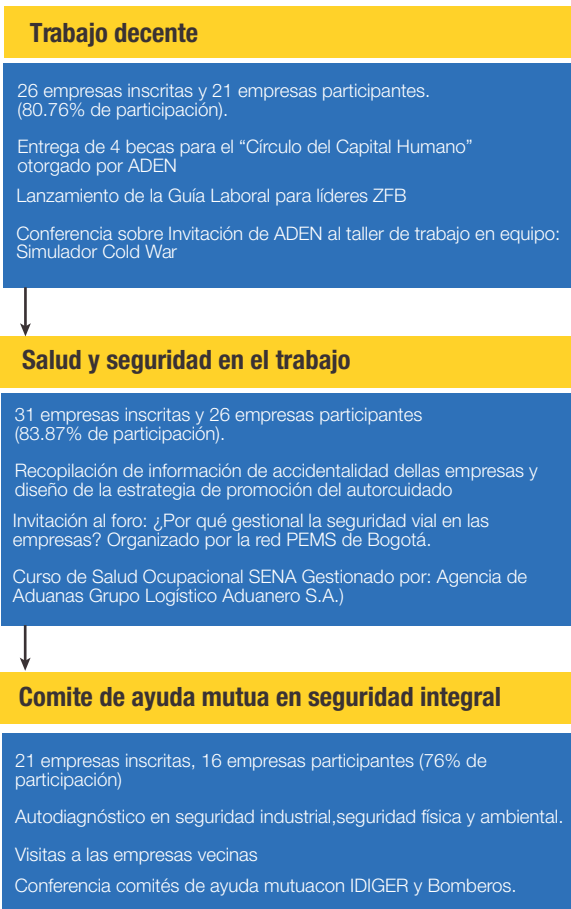 Trabajo decente
26 empresas inscritas y 21 empresas participantes.
(80.76% de participación).
Entrega de 4 becas para el “Círculo del Capital Humano”
otorgado por ADEN
Lanzamiento de la Guía Laboral para líderes ZFB
Conferencia sobre Invitación de ADEN al taller de trabajo en equipo:
Simulador Cold War
Salud y seguridad en el trabajo
31 empresas inscritas y 26 empresas participantes
(83.87% de participación).
Recopilación de información de accidentalidad dellas empresas y
diseño de la estrategia de promoción del autorcuidado
Invitación al foro: ¿Por qué gestional la seguridad vial en las
empresas? Organizado por la red PEMS de Bogotá.
Curso de Salud Ocupacional SENA Gestionado por: Agencia de
Aduanas Grupo Logístico Aduanero S.A.)
Comite de ayuda mutua en seguridad integral
21 empresas inscritas, 16 empresas participantes (76% de
participación)
Autodiagnóstico en seguridad industrial,seguridad física y ambiental.
Visitas a las empresas vecinas
Conferencia comités de ayuda mutuacon IDIGER y Bomberos.